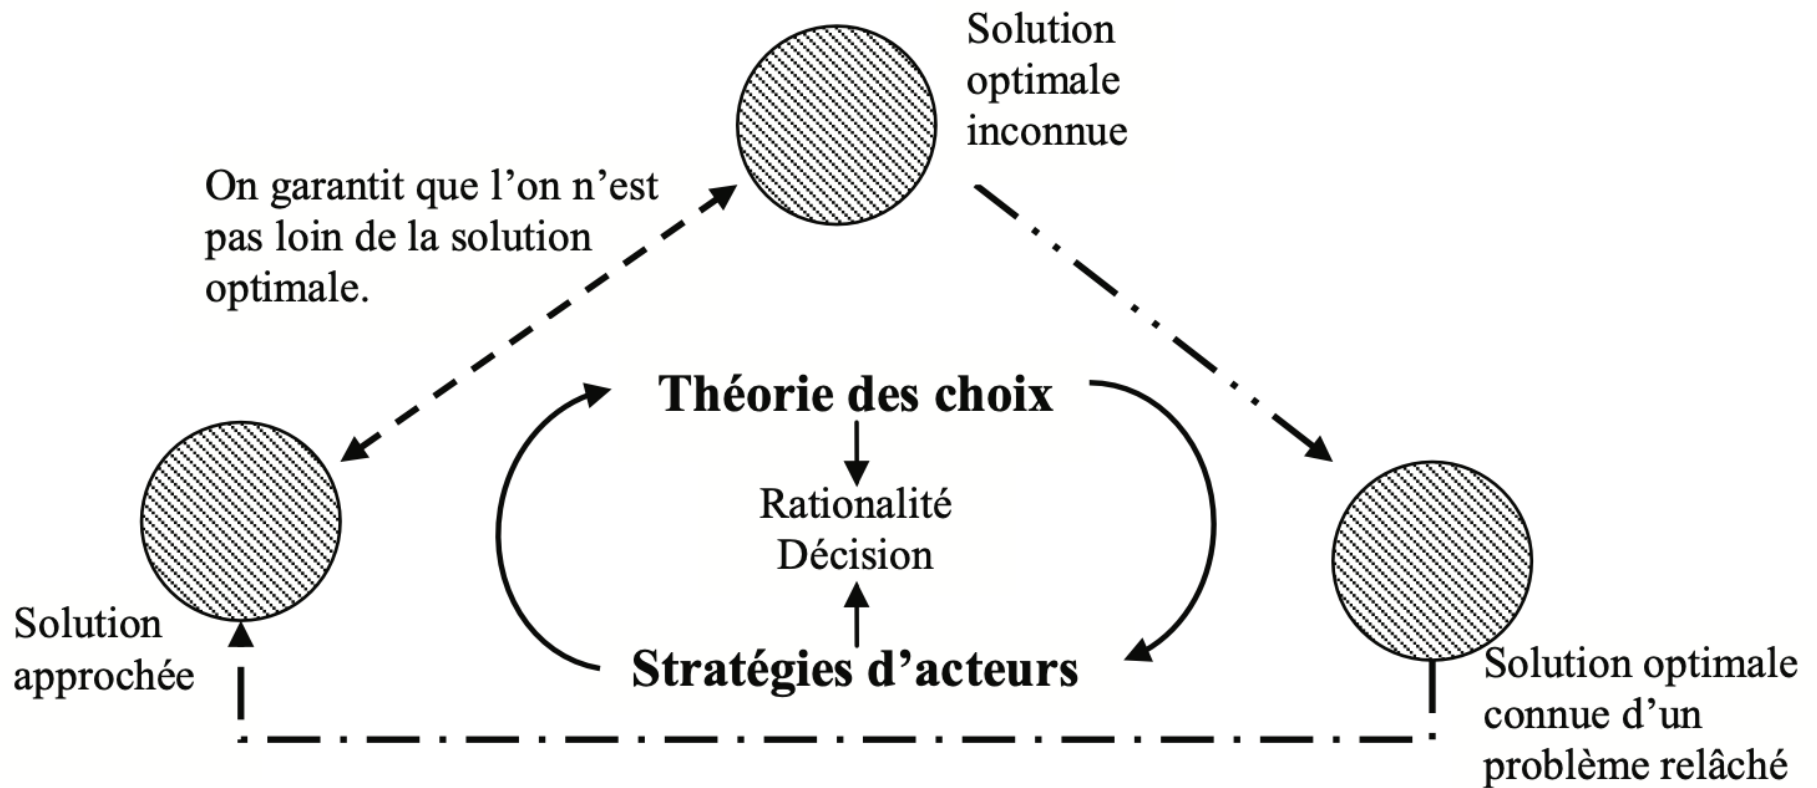 Solution
optimale
inconnue
On garantit que l’on n’est
pas loin de la solution
optimale.
Théorie des choix
Rationalité
Décision
Stratégies d’acteurs
Solution
approchée
Solution optimale
connue d’un
problème relâché